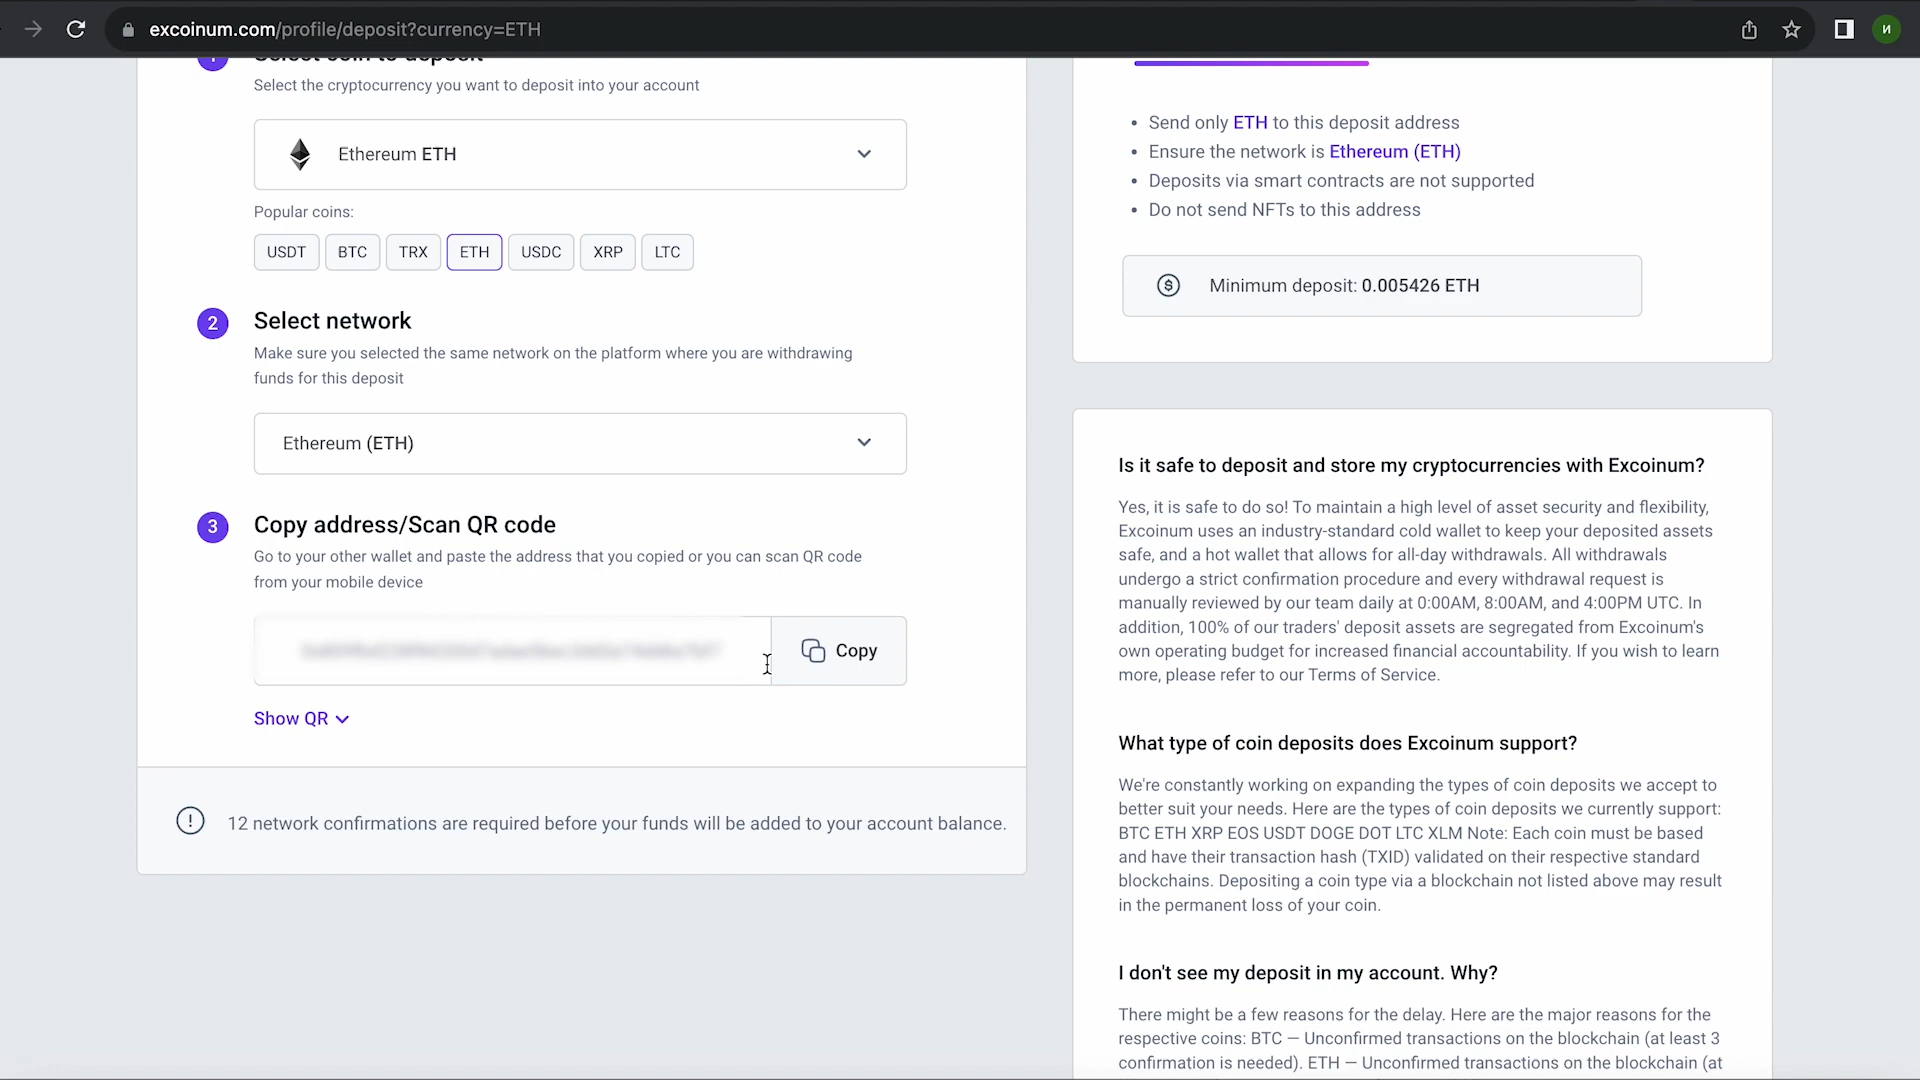 excoinum.com/profile/deposit?currency=ETH
и
1
Select coin to deposit
Select the cryptocurrency you want to deposit into your account
Ethereum ETH
Popular coins:
USDT BTC TRX ETH USDC XRP LTC
2 Select network
Make sure you selected the same network on the platform where you are withdrawing
funds for this deposit
Ethereum (ETH)
3 Copy address/Scan QR code
Go to your other wallet and paste the address that you copied or you can scan QR code
from your mobile device
Copy
Show QR
12 network confirmations are required before your funds will be added to your account balance.
• Send only ETH to this deposit address
• Ensure the network is Ethereum (ETH)
• Deposits via smart contracts are not supported
• Do not send NFTs to this address
Minimum deposit: 0.005426 ETH
Is it safe to deposit and store my cryptocurrencies with Excoinum?
Yes, it is safe to do so! To maintain a high level of asset security and flexibility,
Excoinum uses an industry-standard cold wallet to keep your deposited assets
safe, and a hot wallet that allows for all-day withdrawals. All withdrawals
undergo a strict confirmation procedure and every withdrawal request is
manually reviewed by our team daily at 0:00AM, 8:00AM, and 4:00PM UTC. In
addition, 100% of our traders' deposit assets are segregated from Excoinum's
own operating budget for increased financial accountability. If you wish to learn
more, please refer to our Terms of Service.
What type of coin deposits does Excoinum support?
We're constantly working on expanding the types of coin deposits we accept to
better suit your needs. Here are the types of coin deposits we currently support:
BTC ETH XRP EOS USDT DOGE DOT LTC XLM Note: Each coin must be based
and have their transaction hash (TXID) validated on their respective standard
blockchains. Depositing a coin type via a blockchain not listed above may result
in the permanent loss of your coin.
I don't see my deposit in my account. Why?
There might be a few reasons for the delay. Here are the major reasons for the
respective coins: BTC — Unconfirmed transactions on the blockchain (at least 3
confirmation is needed). ETH — Unconfirmed transactions on the blockchain (at